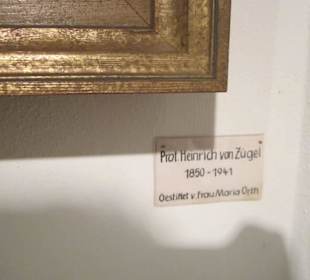 Prof. Heinrich von Zügel
1850 - 1941
Gestiftet v. Frau Maria Orth